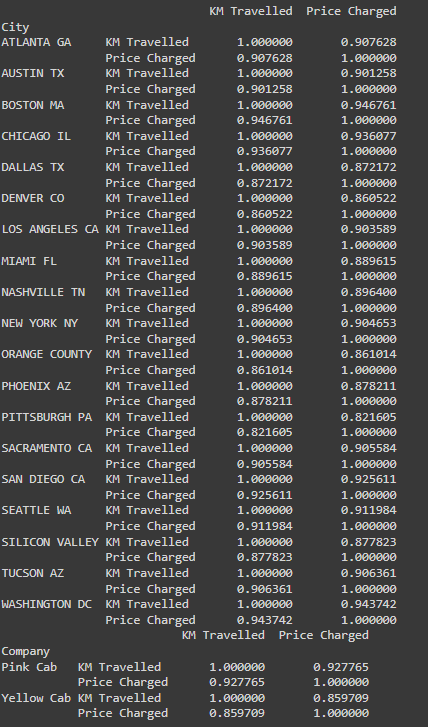 KM Travelled  Price Charged
City
ATLANTA GA     KM Travelled       1.000000       0.907628
               Price Charged      0.907628       1.000000
AUSTIN TX      KM Travelled       1.000000       0.901258
               Price Charged      0.901258       1.000000
BOSTON MA      KM Travelled       1.000000       0.946761
               Price Charged      0.946761       1.000000
CHICAGO IL     KM Travelled       1.000000       0.936077
               Price Charged      0.936077       1.000000
DALLAS TX      KM Travelled       1.000000       0.872172
               Price Charged      0.872172       1.000000
DENVER CO      KM Travelled       1.000000       0.860522
               Price Charged      0.860522       1.000000
LOS ANGELES CA KM Travelled       1.000000       0.903589
               Price Charged      0.903589       1.000000
MIAMI FL       KM Travelled       1.000000       0.889615
               Price Charged      0.889615       1.000000
NASHVILLE TN   KM Travelled       1.000000       0.896400
               Price Charged      0.896400       1.000000
NEW YORK NY    KM Travelled       1.000000       0.904653
               Price Charged      0.904653       1.000000
ORANGE COUNTY  KM Travelled       1.000000       0.861014
               Price Charged      0.861014       1.000000
PHOENIX AZ     KM Travelled       1.000000       0.878211
               Price Charged      0.878211       1.000000
PITTSBURGH PA  KM Travelled       1.000000       0.821605
               Price Charged      0.821605       1.000000
SACRAMENTO CA  KM Travelled       1.000000       0.905584
               Price Charged      0.905584       1.000000
SAN DIEGO CA   KM Travelled       1.000000       0.925611
               Price Charged      0.925611       1.000000
SEATTLE WA     KM Travelled       1.000000       0.911984
               Price Charged      0.911984       1.000000
SILICON VALLEY KM Travelled       1.000000       0.877823
               Price Charged      0.877823       1.000000
TUCSON AZ      KM Travelled       1.000000       0.906361
               Price Charged      0.906361       1.000000
WASHINGTON DC  KM Travelled       1.000000       0.943742
               Price Charged      0.943742       1.000000
KM Travelled  Price Charged
Company
Pink Cab   KM Travelled       1.000000       0.927765
           Price Charged      0.927765       1.000000
Yellow Cab KM Travelled       1.000000       0.859709
           Price Charged      0.859709       1.000000